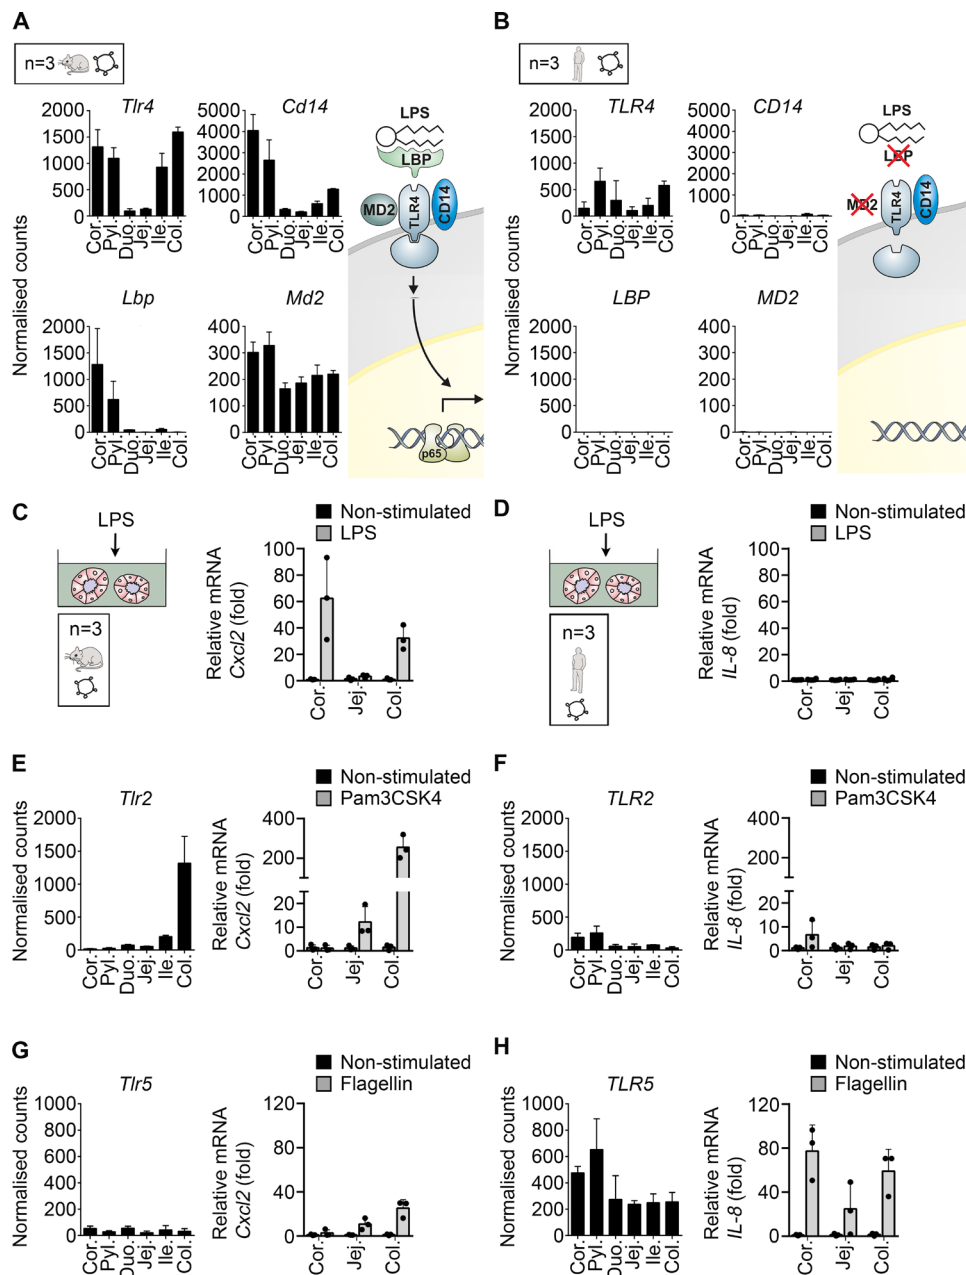 A
n=3
Normalised counts
Tlr4
2000
1500
1000
500
0
Cor.
Pyl.
Duo.
Jej.
Ile.
Col.
Cd14
5000
4000
3000
2000
1000
0
Cor.
Pyl.
Duo.
Jej.
Ile.
Col.
LPS
LBP
MD2
TLR4
CD14
Lbp
2000
1500
1000
500
0
Cor.
Pyl.
Duo.
Jej.
Ile.
Col.
Md2
400
300
200
100
0
Cor.
Pyl.
Duo.
Jej.
Ile.
Col.
p65
B
n=3
Normalised counts
TLR4
2000
1500
1000
500
0
Cor.
Pyl.
Duo.
Jej.
Ile.
Col.
CD14
5000
4000
3000
2000
1000
0
Cor.
Pyl.
Duo.
Jej.
Ile.
Col.
LPS
LBP
MD2
TLR4
CD14
LBP
2000
1500
1000
500
0
Cor.
Pyl.
Duo.
Jej.
Ile.
Col.
MD2
400
300
200
100
0
Cor.
Pyl.
Duo.
Jej.
Ile.
Col.
C
LPS
n=3
Non-stimulated
LPS
Relative mRNA
Cxcl2 (fold)
100
80
60
40
20
0
Cor.
Jej.
Col.
D
LPS
n=3
Non-stimulated
LPS
Relative mRNA
IL-8 (fold)
100
80
60
40
20
0
Cor.
Jej.
Col.
E
Normalised counts
Tlr2
2000
1500
1000
500
0
Cor.
Pyl.
Duo.
Jej.
Ile.
Col.
Non-stimulated
Pam3CSK4
Relative mRNA
Cxcl2 (fold)
400
200
20
10
0
Cor.
Jej.
Col.
F
Normalised counts
TLR2
2000
1500
1000
500
0
Cor.
Pyl.
Duo.
Jej.
Ile.
Col.
Non-stimulated
Pam3CSK4
Relative mRNA
IL-8 (fold)
400
200
20
10
0
Cor.
Jej.
Col.
G
Normalised counts
Tlr5
1000
800
600
400
200
0
Cor.
Pyl.
Duo.
Jej.
Ile.
Col.
Non-stimulated
Flagellin
Relative mRNA
Cxcl2 (fold)
120
80
40
0
Cor.
Jej.
Col.
H
Normalised counts
TLR5
1000
800
600
400
200
0
Cor.
Pyl.
Duo.
Jej.
Ile.
Col.
Non-stimulated
Flagellin
Relative mRNA
IL-8 (fold)
120
80
40
0
Cor.
Jej.
Col.